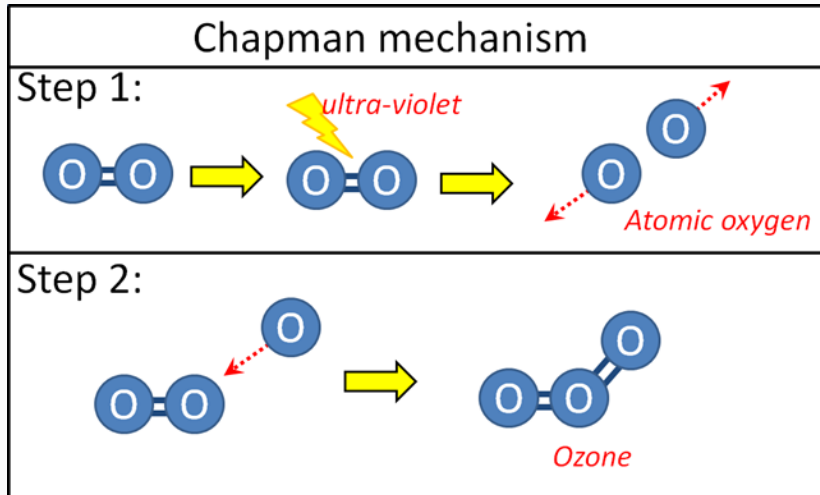 Chapman mechanism
Step 1:
ultra-violet
O O
O O
O
O
Atomic oxygen
Step 2:
O
O O
O
O O
Ozone